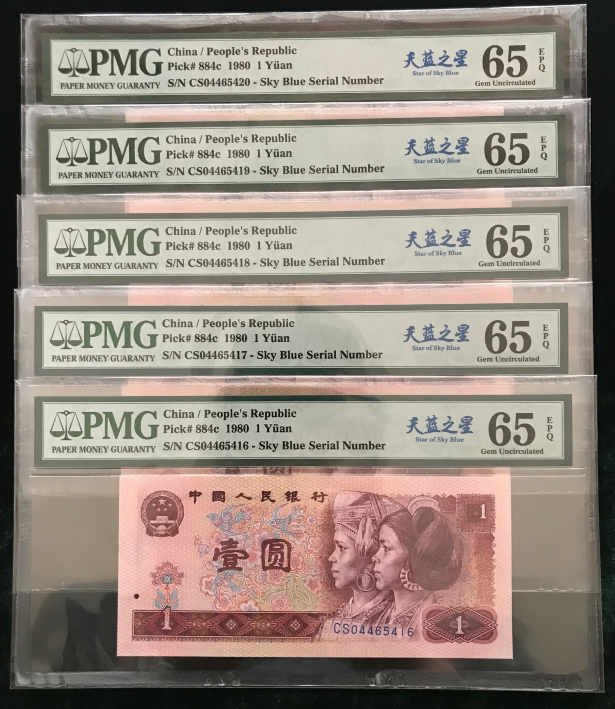 PMG
PAPER MONEY GUARANTY
China / People's Republic
Pick# 884c 1980 1 Yüan
S/N CS04465420 - Sky Blue Serial Number
天蓝之星
Star of Sky Blue
65
EPQ
Gem Uncirculated
PMG
PAPER MONEY GUARANTY
China / People's Republic
Pick# 884c 1980 1 Yüan
S/N CS04465419 - Sky Blue Serial Number
天蓝之星
Star of Sky Blue
65
EPQ
Gem Uncirculated
PMG
PAPER MONEY GUARANTY
China / People's Republic
Pick# 884c 1980 1 Yüan
S/N CS04465418 - Sky Blue Serial Number
天蓝之星
Star of Sky Blue
65
EPQ
Gem Uncirculated
PMG
PAPER MONEY GUARANTY
China / People's Republic
Pick# 884c 1980 1 Yüan
S/N CS04465417 - Sky Blue Serial Number
天蓝之星
Star of Sky Blue
65
EPQ
Gem Uncirculated
PMG
PAPER MONEY GUARANTY
China / People's Republic
Pick# 884c 1980 1 Yüan
S/N CS04465416 - Sky Blue Serial Number
天蓝之星
Star of Sky Blue
65
EPQ
Gem Uncirculated
中国人民银行
1
壹圆
CS04465416
1
1